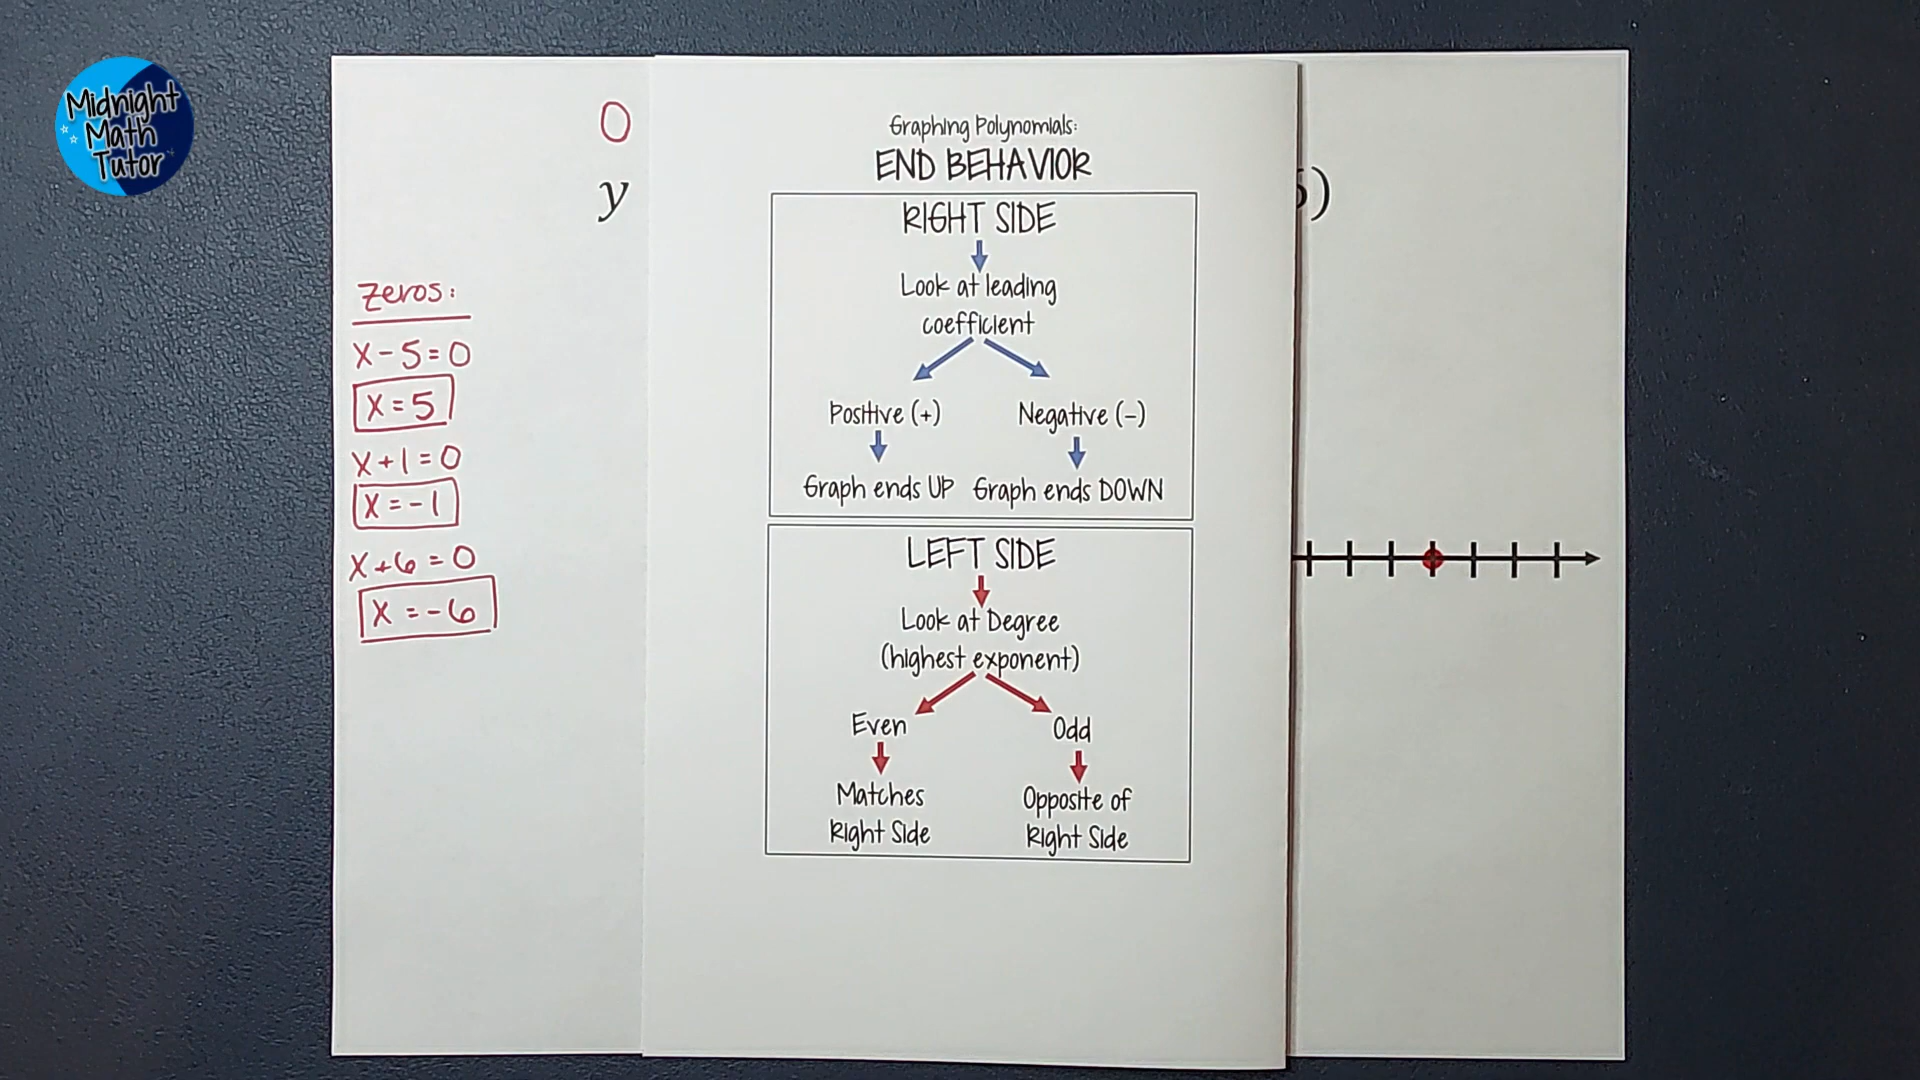 Midnight
Math
Tutor
0
y
)
Zeros:
x-5=0
x=5
x+1=0
x=-1
x+6=0
x=-6
Graphing Polynomials:
END BEHAVIOR
RIGHT SIDE
Look at leading
coefficient
Positive (+) Negative (-)
Graph ends UP Graph ends DOWN
LEFT SIDE
Look at Degree
(highest exponent)
Even Odd
Matches
Right Side
Opposite of
Right Side